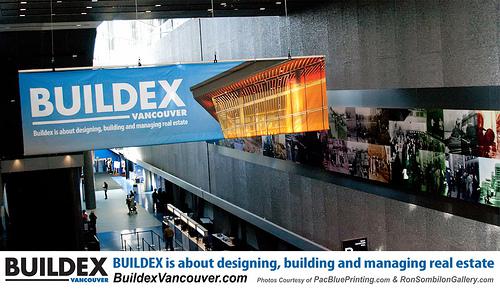 BUILDEX
VANCOUVER
Buildex is about designing, building and managing real estate
BUILDEX
VANCOUVER
BUILDEX is about designing, building and managing real estate
BuildexVancouver.com
Photos Courtesy of PacBluePrinting.com & RonSombilonGallery.com